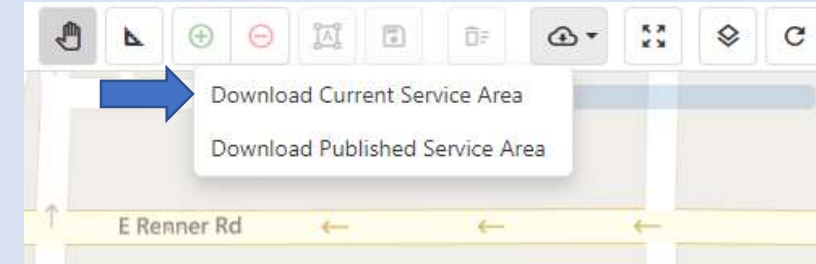 A
Download Current Service Area
Download Published Service Area
E Renner Rd